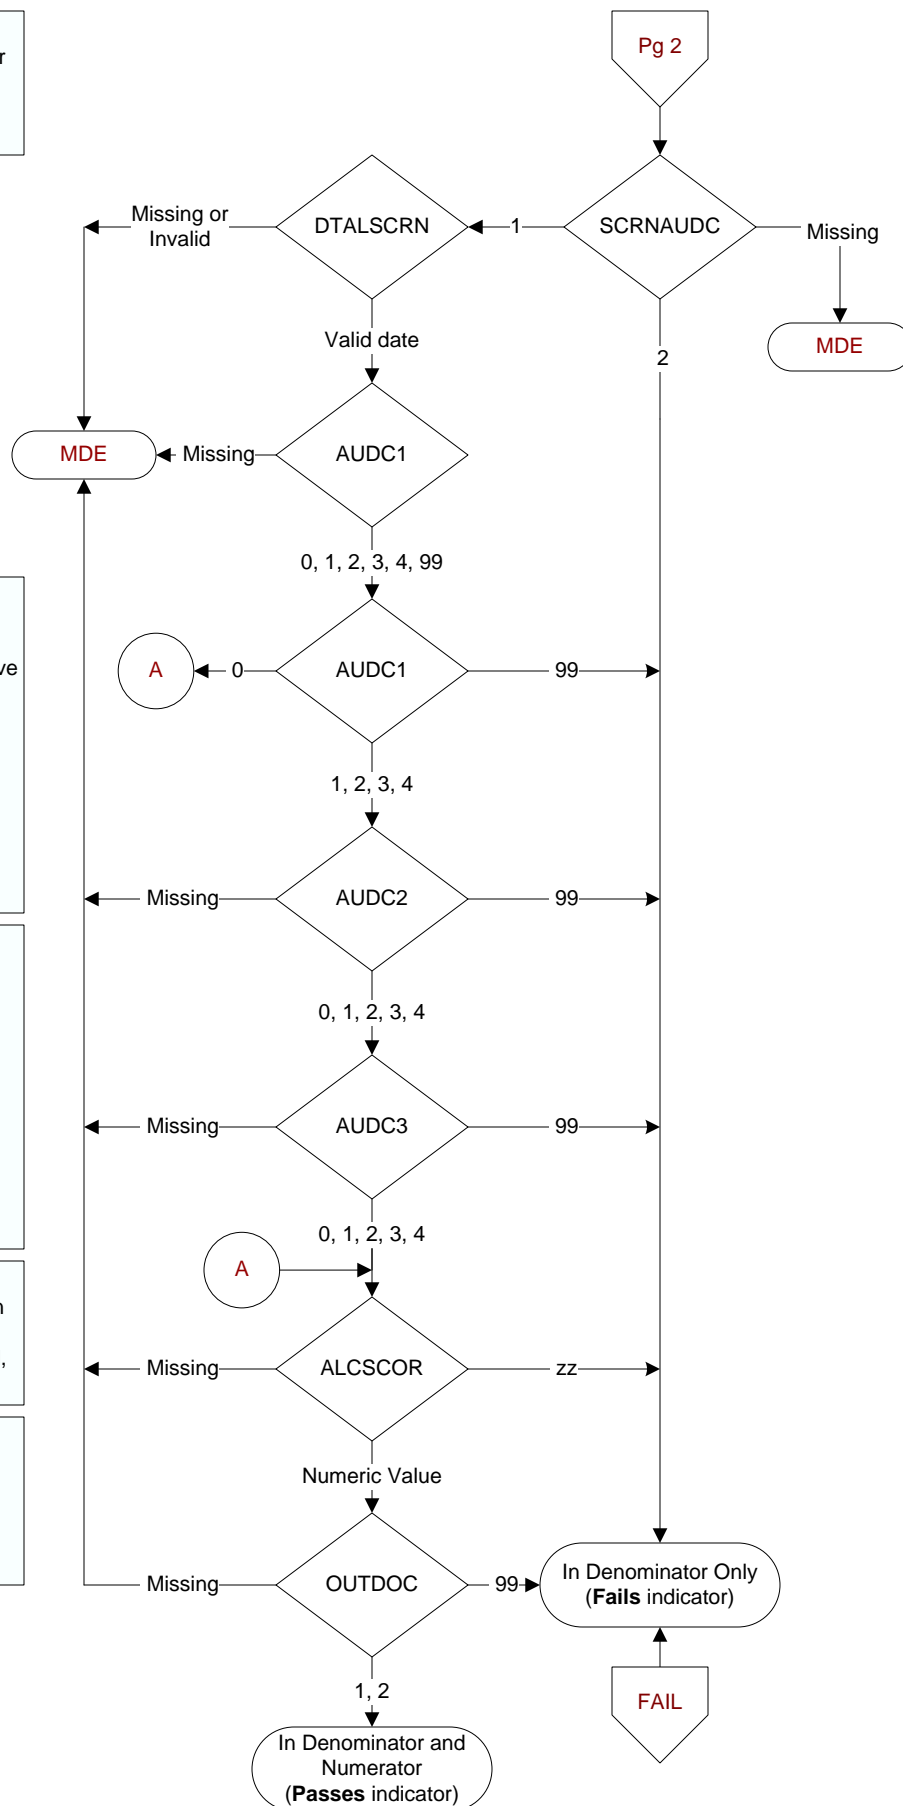 r
Pg 2
Missing or
Invalid
DTALSCRN
1
SCRNAUDC
Missing
Valid date
MDE
2
MDE
Missing
AUDC1
0, 1, 2, 3, 4, 99
ve
A
0
AUDC1
99
1, 2, 3, 4
Missing
AUDC2
99
0, 1, 2, 3, 4
Missing
AUDC3
99
0, 1, 2, 3, 4
A
n
,
Missing
ALCSCOR
zz
Numeric Value
Missing
OUTDOC
99
In Denominator Only
(Fails indicator)
1, 2
FAIL
In Denominator and
Numerator
(Passes indicator)